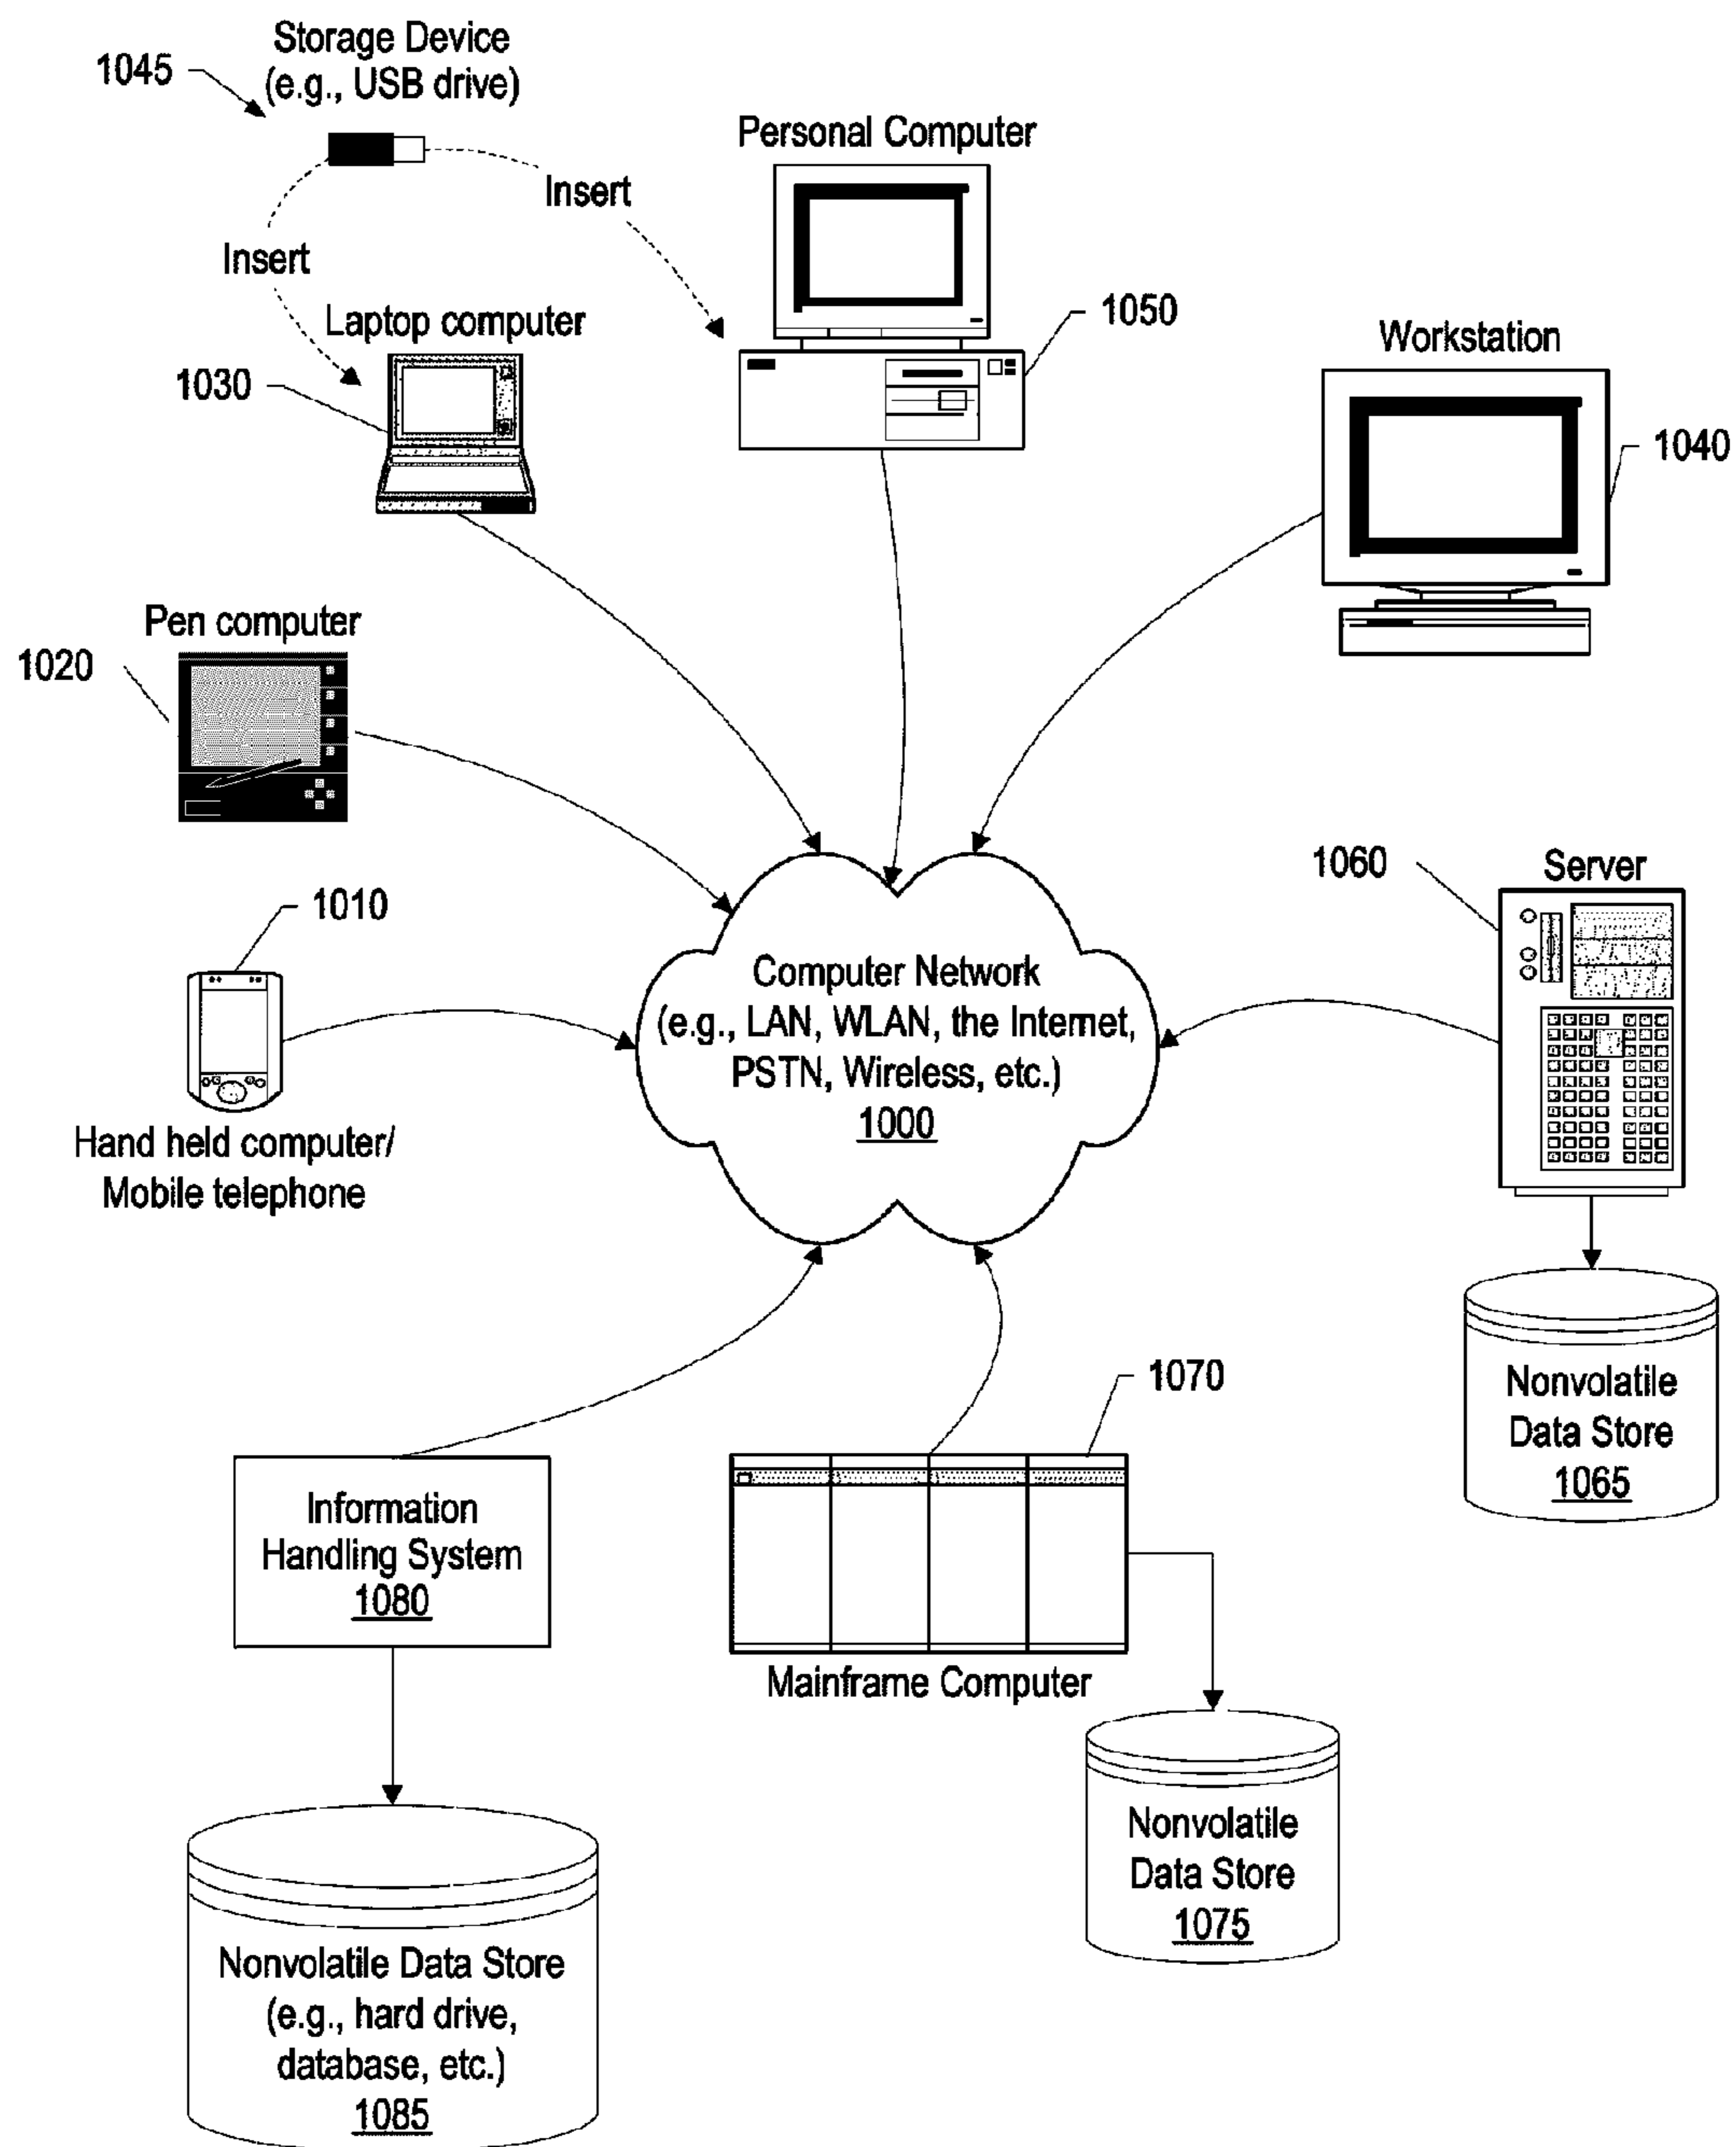 Storage Device
(e.g., USB drive)
1045
Personal Computer
Insert
Insert
1050
Laptop computer
1030
Workstation
1040
Pen computer
1020
1010
Hand held computer/
Mobile telephone
Computer Network
(e.g., LAN, WLAN, the Internet,
PSTN, Wireless, etc.)
1000
1060
Server
Nonvolatile
Data Store
1065
1070
Mainframe Computer
Information
Handling System
1080
Nonvolatile
Data Store
1075
Nonvolatile Data Store
(e.g., hard drive,
database, etc.)
1085